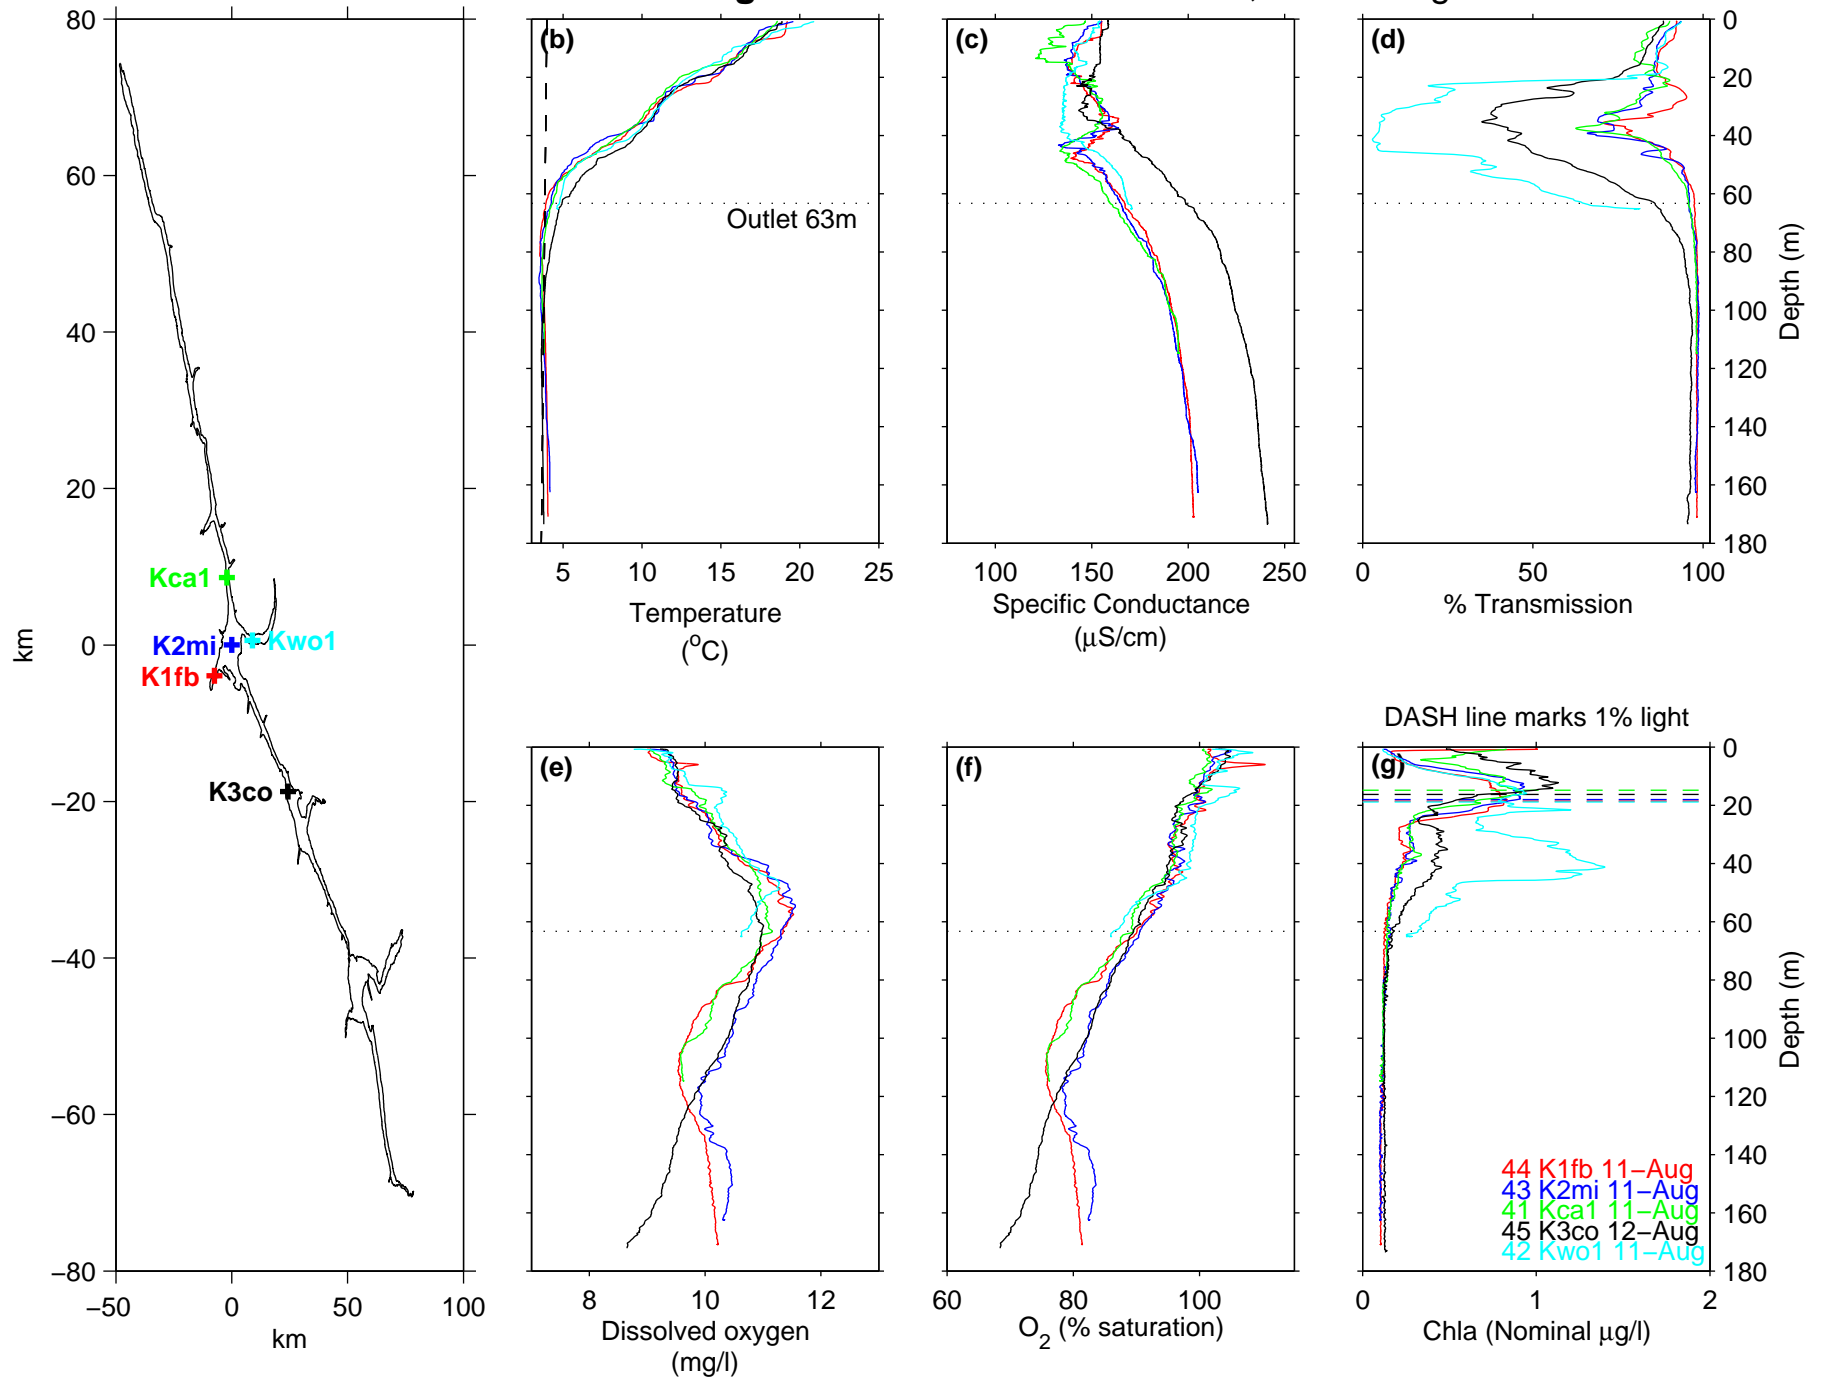 80
60
40
20
0
−20
−40
−60
−80
km
−50
0
50
100
km
Kca1
K2mi
Kwo1
K1fb
K3co
(b)
Outlet 63m
5
10
15
20
25
Temperature
(°C)
(c)
100
150
200
250
Specific Conductance
(μS/cm)
(d)
0
50
100
% Transmission
0
20
40
60
80
100
120
140
160
180
Depth (m)
(e)
8
10
12
Dissolved oxygen
(mg/l)
(f)
60
80
100
O2 (% saturation)
DASH line marks 1% light
(g)
44 K1fb 11−Aug
43 K2mi 11−Aug
41 Kca1 11−Aug
45 K3co 12−Aug
42 Kwo1 11−Aug
0
1
2
Chla (Nominal μg/l)
0
20
40
60
80
100
120
140
160
180
Depth (m)